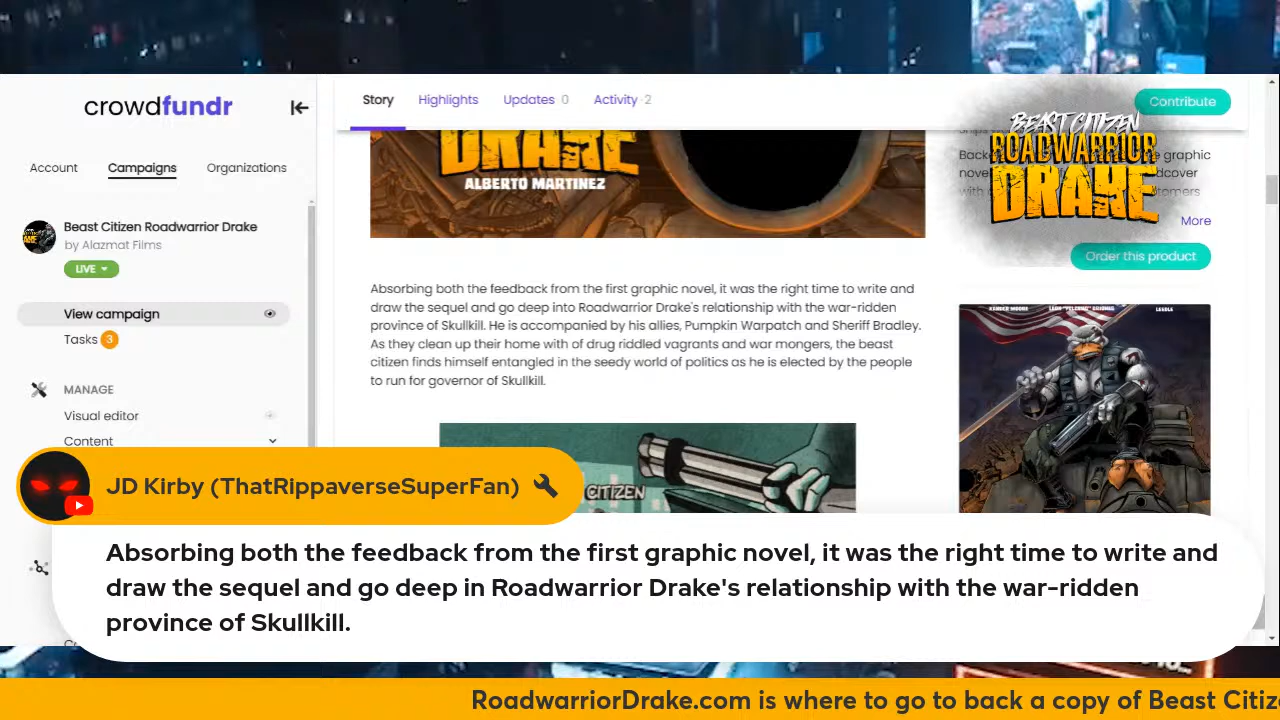 crowdfundr
Story Highlights Updates 0 Activity 2
Contribute
Account Campaigns Organizations
Beast Citizen Roadwarrior Drake
by Alazmat Films
LIVE
View campaign
Tasks 3
MANAGE
Visual editor
Content
DRAKE
ALBERTO MARTINEZ
Absorbing both the feedback from the first graphic novel, it was the right time to write and
draw the sequel and go deep into Roadwarrior Drake's relationship with the war-ridden
province of Skullkill. He is accompanied by his allies, Pumpkin Warpatch and Sheriff Bradley.
As they clean up their home with of drug riddled vagrants and war mongers, the beast
citizen finds himself entangled in the seedy world of politics as he is elected by the people
to run for governor of Skullkill.
CITIZEN
BEAST CITIZEN
ROADWARRIOR
DRAKE
graphic
More
Order this product
JD Kirby (ThatRippaverseSuperFan)
Absorbing both the feedback from the first graphic novel, it was the right time to write and
draw the sequel and go deep in Roadwarrior Drake's relationship with the war-ridden
province of Skullkill.
RoadwarriorDrake.com is where to go to back a copy of Beast Citiz